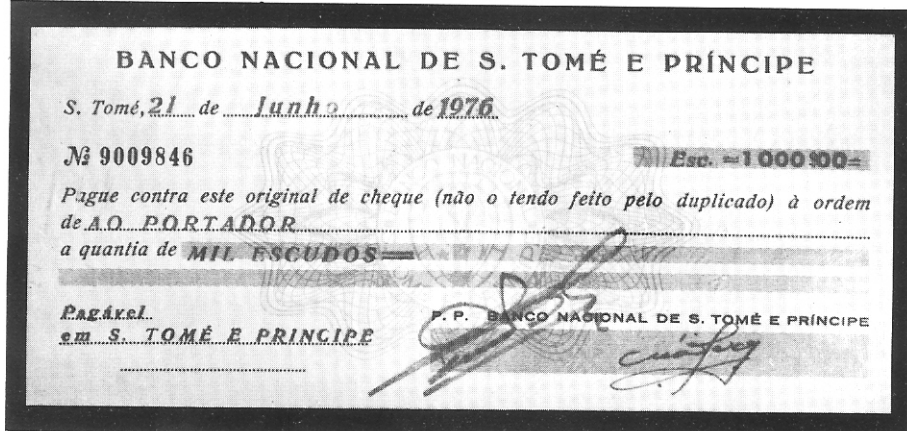 BANCO NACIONAL DE S. TOMÉ E PRÍNCIPE
S. Tomé, 21 de Junho de 1976
№ 9009846 Esc. =1 000$00=
Pague contra este original de cheque (não o tendo feito pelo duplicado) à ordem
de AO PORTADOR
a quantia de MIL ESCUDOS=
Pagável
em S. TOMÉ E PRINCIPE
P. P. BANCO NACIONAL DE S. TOMÉ E PRÍNCIPE